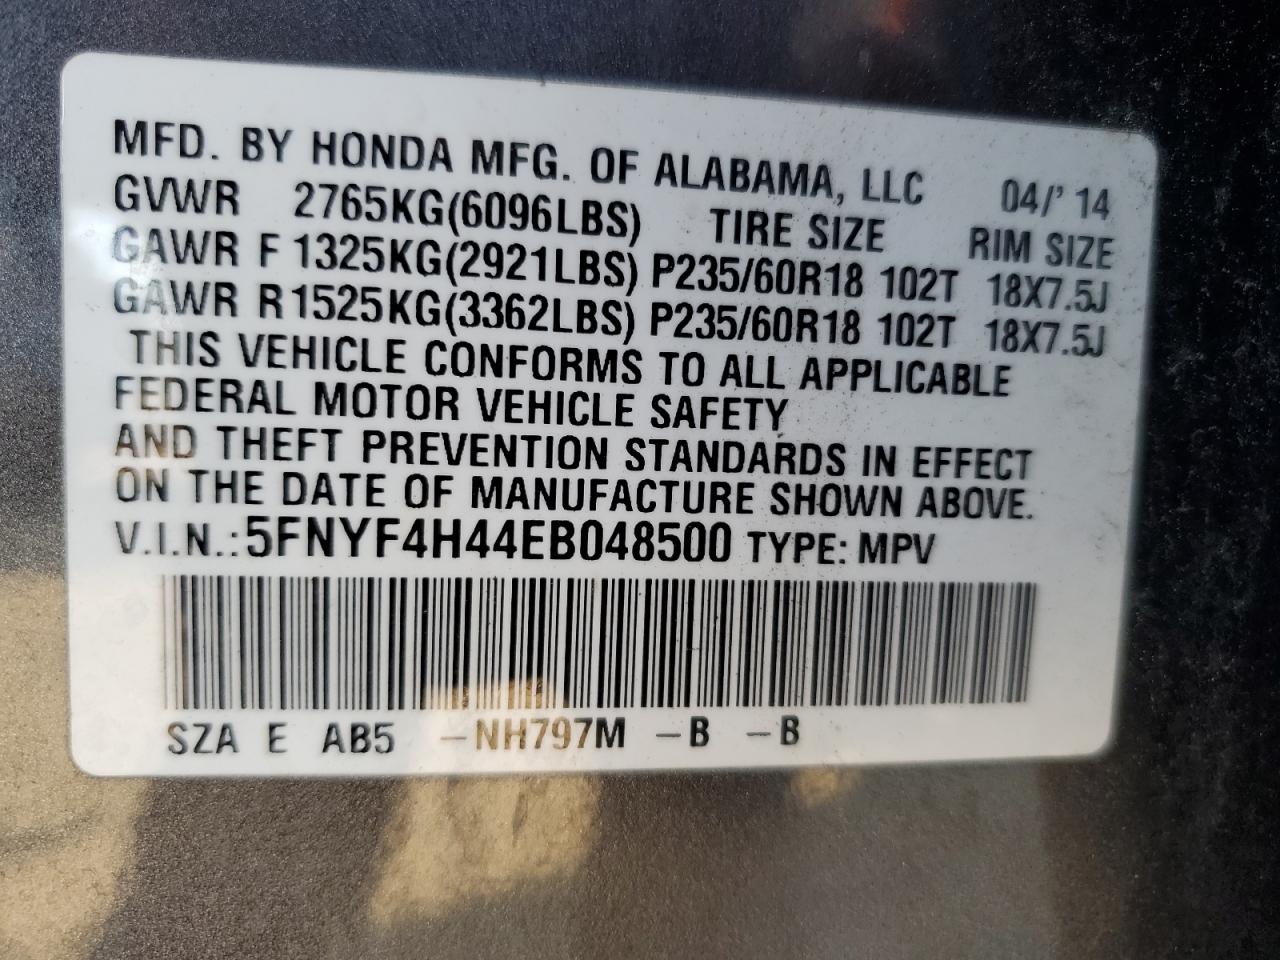 MFD. BY HONDA MFG. OF ALABAMA, LLC 04/' 14
GVWR 2765KG(6096LBS) TIRE SIZE RIM SIZE
GAWR F 1325KG(2921LBS) P235/60R18 102T 18X7.5J
GAWR R 1525KG(3362LBS) P235/60R18 102T 18X7.5J
THIS VEHICLE CONFORMS TO ALL APPLICABLE
FEDERAL MOTOR VEHICLE SAFETY
AND THEFT PREVENTION STANDARDS IN EFFECT
ON THE DATE OF MANUFACTURE SHOWN ABOVE.
V.I.N.: 5FNYF4H44EB048500 TYPE: MPV
SZA E AB5 -NH797M -B -B